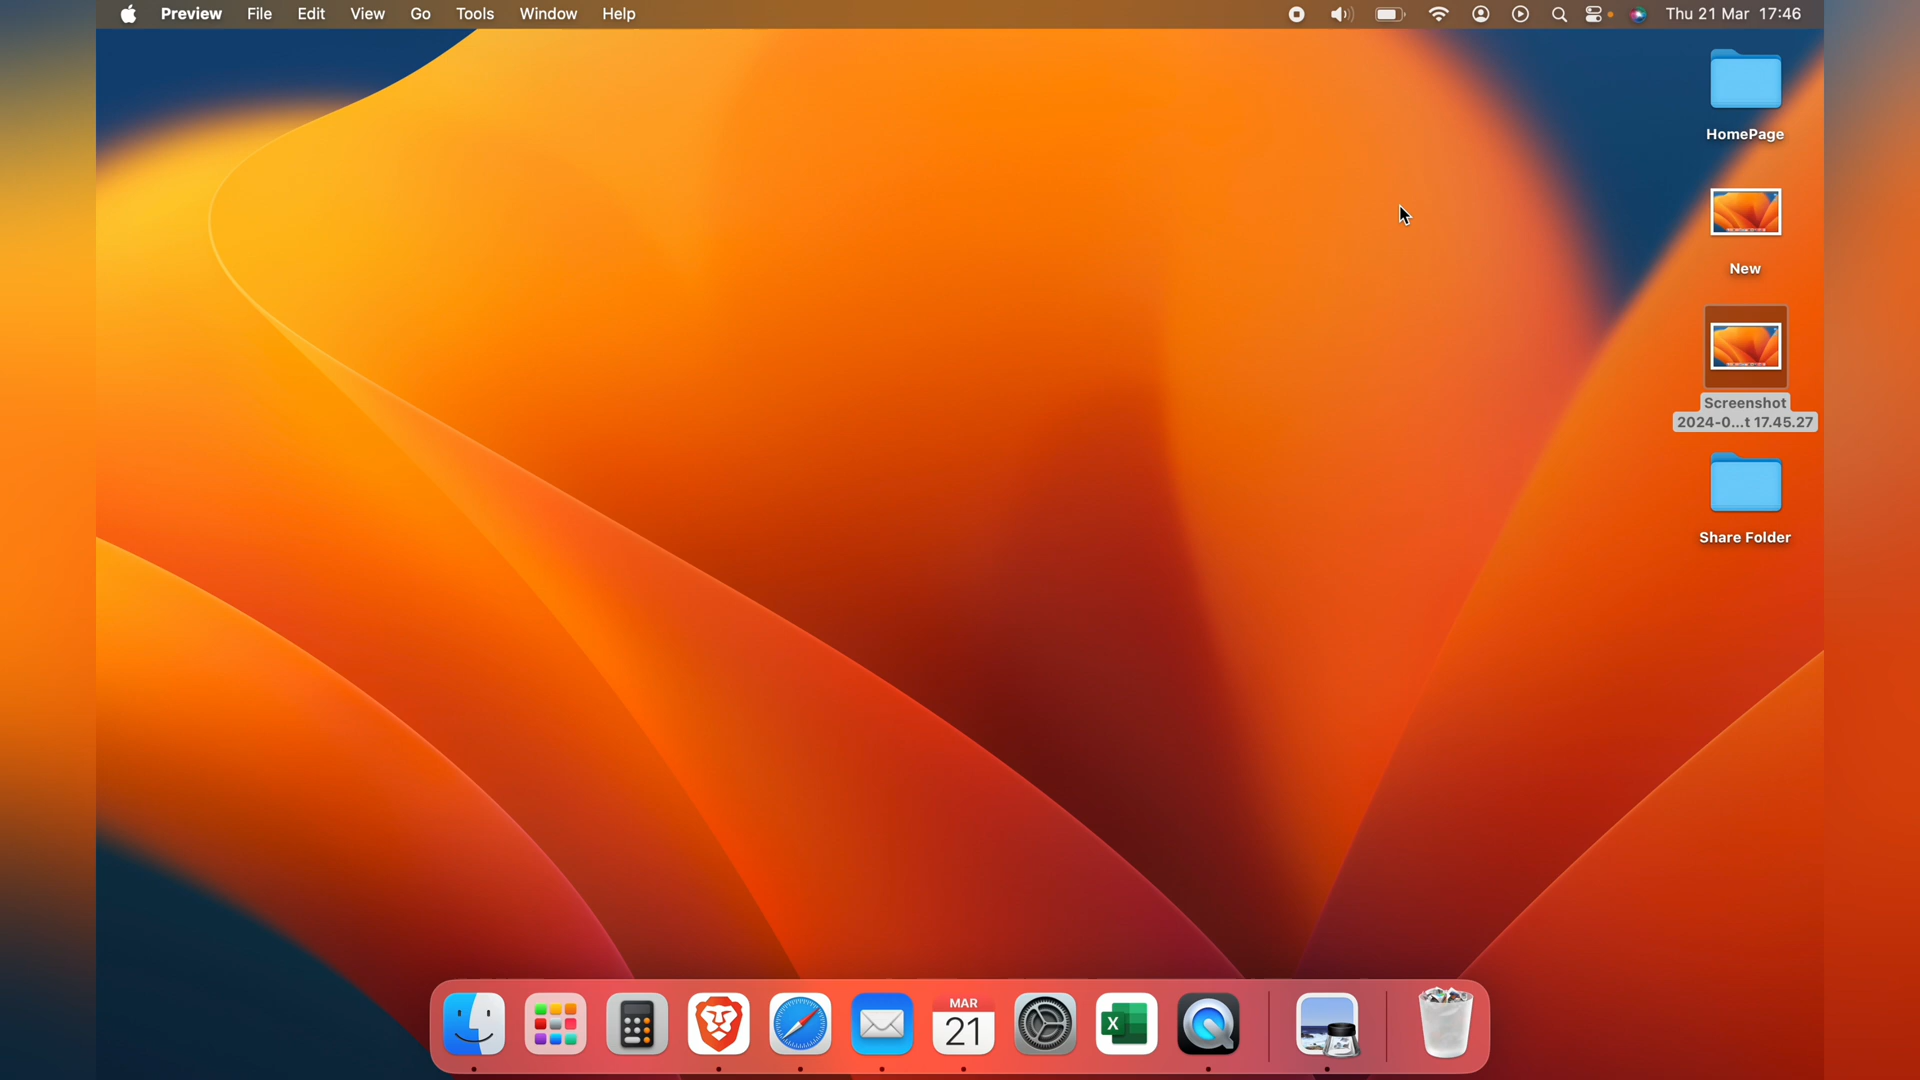 Preview File Edit View Go Tools Window Help Thu 21 Mar 17:46
HomePage
New
Screenshot
2024-0...t 17.45.27
Share Folder
MAR
21
X